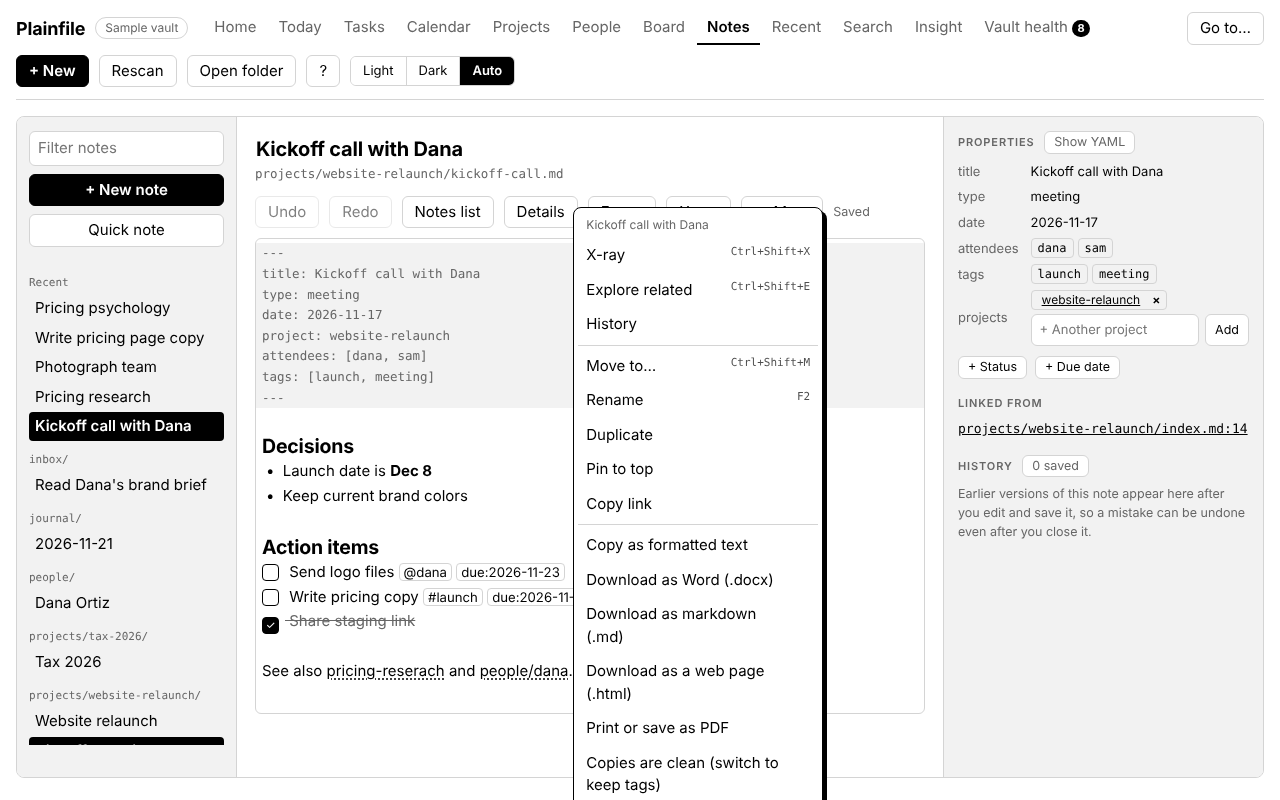 Plainfile Sample vault Home Today Tasks Calendar Projects People Board Notes Recent Search Insight Vault health 8 Go to...
+ New Rescan Open folder ? Light Dark Auto
Filter notes
+ New note
Quick note
Recent
Pricing psychology
Write pricing page copy
Photograph team
Pricing research
Kickoff call with Dana
inbox/
Read Dana's brand brief
journal/
2026-11-21
people/
Dana Ortiz
projects/tax-2026/
Tax 2026
projects/website-relaunch/
Website relaunch
Kickoff call with Dana
projects/website-relaunch/kickoff-call.md
Undo Redo Notes list Details Saved
---
title: Kickoff call with Dana
type: meeting
date: 2026-11-17
project: website-relaunch
attendees: [dana, sam]
tags: [launch, meeting]
---
Decisions
• Launch date is Dec 8
• Keep current brand colors
Action items
Send logo files @dana due:2026-11-23
Write pricing copy #launch due:2026-11-
Share staging link
See also pricing-reserach and people/dana.
Kickoff call with Dana
X-ray Ctrl+Shift+X
Explore related Ctrl+Shift+E
History
Move to... Ctrl+Shift+M
Rename F2
Duplicate
Pin to top
Copy link
Copy as formatted text
Download as Word (.docx)
Download as markdown
(.md)
Download as a web page
(.html)
Print or save as PDF
Copies are clean (switch to
keep tags)
PROPERTIES Show YAML
title Kickoff call with Dana
type meeting
date 2026-11-17
attendees dana sam
tags launch meeting
projects website-relaunch ×
+ Another project Add
+ Status + Due date
LINKED FROM
projects/website-relaunch/index.md:14
HISTORY 0 saved
Earlier versions of this note appear here after
you edit and save it, so a mistake can be undone
even after you close it.